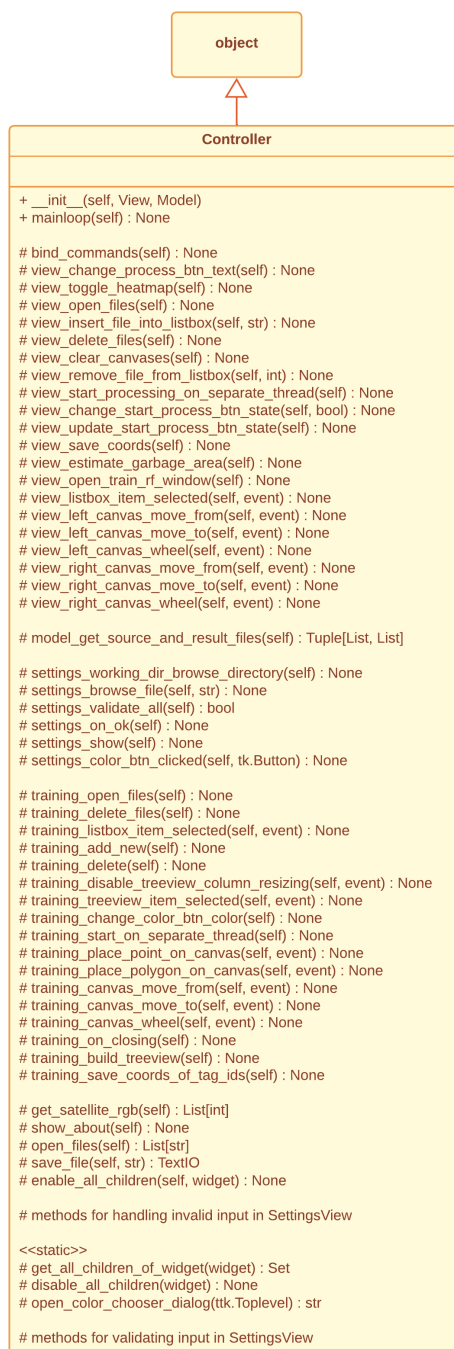 object
Controller
+ __init__(self, View, Model)
+ mainloop(self) : None
# bind_commands(self) : None
# view_change_process_btn_text(self) : None
# view_toggle_heatmap(self) : None
# view_open_files(self) : None
# view_insert_file_into_listbox(self, str) : None
# view_delete_files(self) : None
# view_clear_canvases(self) : None
# view_remove_file_from_listbox(self, int) : None
# view_start_processing_on_separate_thread(self) : None
# view_change_start_process_btn_state(self, bool) : None
# view_update_start_process_btn_state(self) : None
# view_save_coords(self) : None
# view_estimate_garbage_area(self) : None
# view_open_train_rf_window(self) : None
# view_listbox_item_selected(self, event) : None
# view_left_canvas_move_from(self, event) : None
# view_left_canvas_move_to(self, event) : None
# view_left_canvas_wheel(self, event) : None
# view_right_canvas_move_from(self, event) : None
# view_right_canvas_move_to(self, event) : None
# view_right_canvas_wheel(self, event) : None
# model_get_source_and_result_files(self) : Tuple[List, List]
# settings_working_dir_browse_directory(self) : None
# settings_browse_file(self, str) : None
# settings_validate_all(self) : bool
# settings_on_ok(self) : None
# settings_show(self) : None
# settings_color_btn_clicked(self, tk.Button) : None
# training_open_files(self) : None
# training_delete_files(self) : None
# training_listbox_item_selected(self, event) : None
# training_add_new(self) : None
# training_delete(self) : None
# training_disable_treeview_column_resizing(self, event) : None
# training_treeview_item_selected(self, event) : None
# training_change_color_btn_color(self) : None
# training_start_on_separate_thread(self) : None
# training_place_point_on_canvas(self, event) : None
# training_place_polygon_on_canvas(self, event) : None
# training_canvas_move_from(self, event) : None
# training_canvas_move_to(self, event) : None
# training_canvas_wheel(self, event) : None
# training_on_closing(self) : None
# training_build_treeview(self) : None
# training_save_coords_of_tag_ids(self) : None
# get_satellite_rgb(self) : List[int]
# show_about(self) : None
# open_files(self) : List[str]
# save_file(self, str) : TextIO
# enable_all_children(self, widget) : None
# methods for handling invalid input in SettingsView
<<static>>
# get_all_children_of_widget(widget) : Set
# disable_all_children(widget) : None
# open_color_chooser_dialog(ttk.Toplevel) : str
# methods for validating input in SettingsView